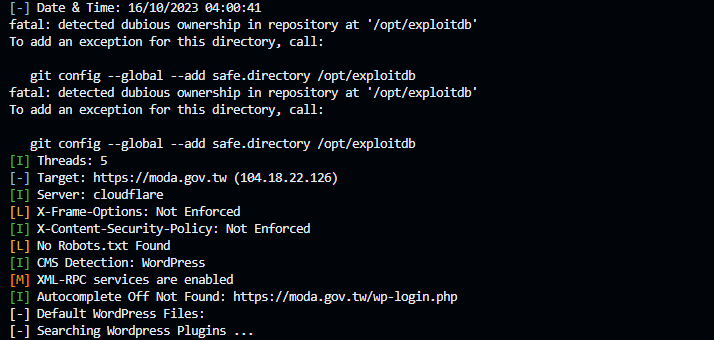 [-] Date & Time: 16/10/2023 04:00:41
fatal: detected dubious ownership in repository at '/opt/exploitdb'
To add an exception for this directory, call:
git config --global --add safe.directory /opt/exploitdb
fatal: detected dubious ownership in repository at '/opt/exploitdb'
To add an exception for this directory, call:
git config --global --add safe.directory /opt/exploitdb
[I] Threads: 5
[-] Target: https://moda.gov.tw (104.18.22.126)
[I] Server: cloudflare
[L] X-Frame-Options: Not Enforced
[I] X-Content-Security-Policy: Not Enforced
[L] No Robots.txt Found
[I] CMS Detection: WordPress
[M] XML-RPC services are enabled
[I] Autocomplete Off Not Found: https://moda.gov.tw/wp-login.php
[-] Default WordPress Files:
[-] Searching Wordpress Plugins ...